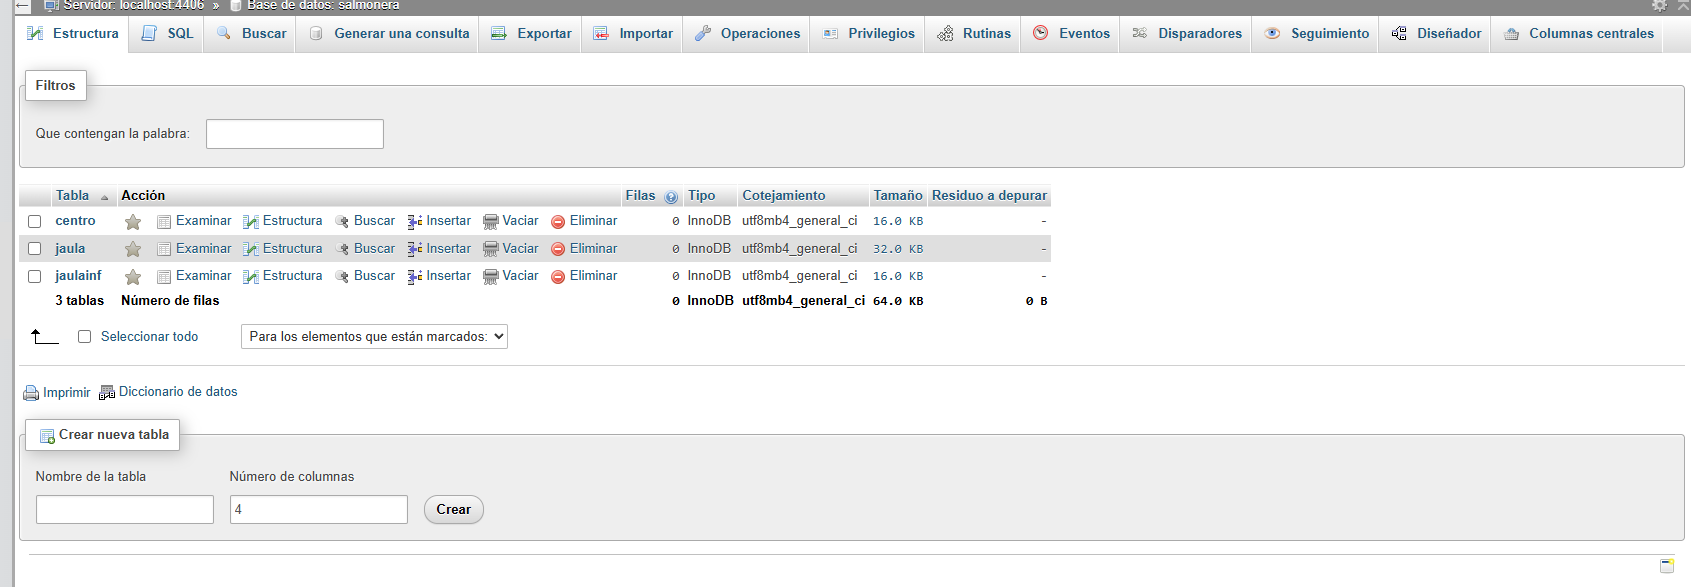 Servidor: localhost:4406 » Base de datos: salmonera
Estructura SQL Buscar Generar una consulta Exportar Importar Operaciones Privilegios Rutinas Eventos Disparadores Seguimiento Diseñador Columnas centrales
Filtros
Que contengan la palabra:
Tabla Acción Filas Tipo Cotejamiento Tamaño Residuo a depurar
centro Examinar Estructura Buscar Insertar Vaciar Eliminar 0 InnoDB utf8mb4_general_ci 16.0 KB -
jaula Examinar Estructura Buscar Insertar Vaciar Eliminar 0 InnoDB utf8mb4_general_ci 32.0 KB -
jaulainf Examinar Estructura Buscar Insertar Vaciar Eliminar 0 InnoDB utf8mb4_general_ci 16.0 KB -
3 tablas Número de filas 0 InnoDB utf8mb4_general_ci 64.0 KB 0 B
Seleccionar todo Para los elementos que están marcados:
Imprimir Diccionario de datos
Crear nueva tabla
Nombre de la tabla Número de columnas
4 Crear